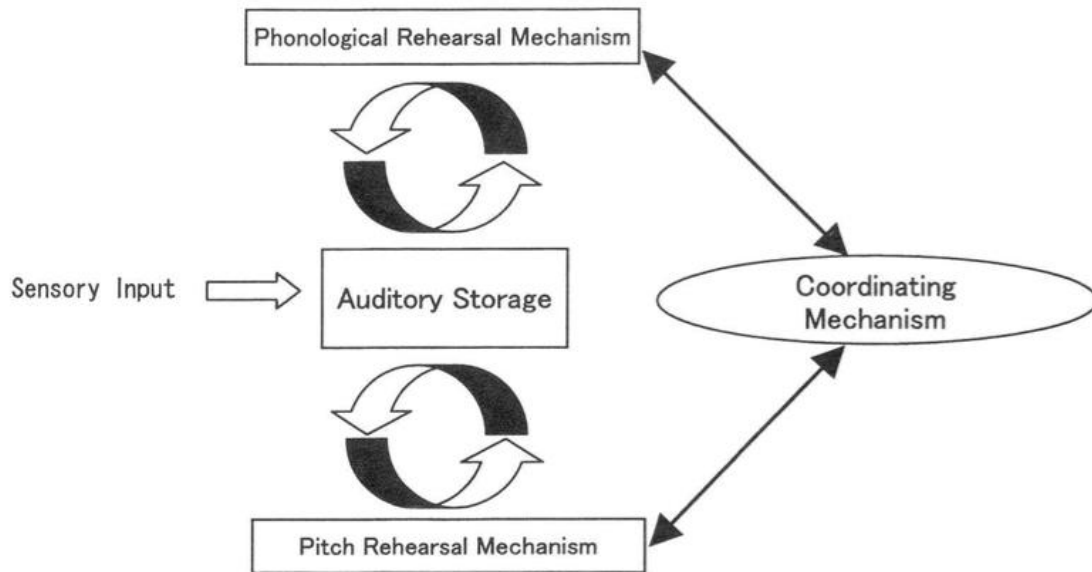 Phonological Rehearsal Mechanism
Sensory Input
Auditory Storage
Coordinating
Mechanism
Pitch Rehearsal Mechanism